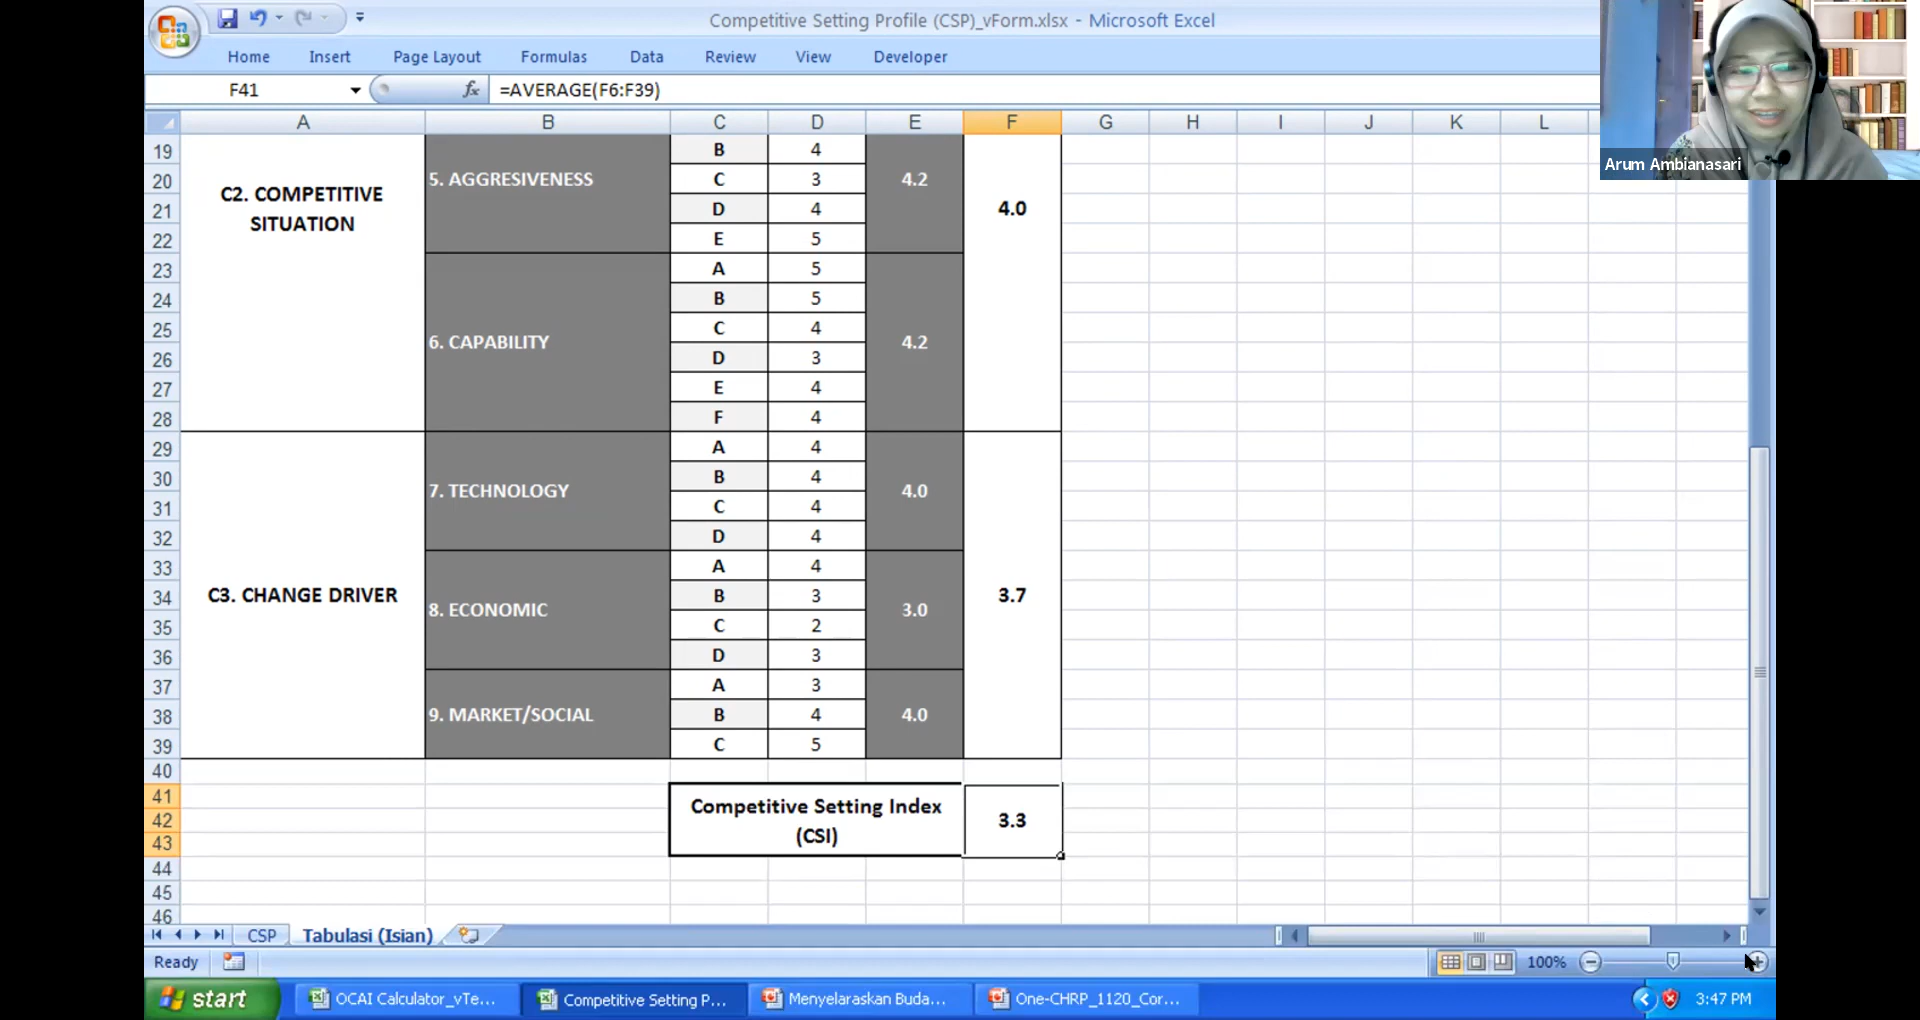 Competitive Setting Profile (CSP)_vForm.xlsx - Microsoft Excel
Home Insert Page Layout Formulas Data Review View Developer
F41 fx =AVERAGE(F6:F39)
A B C D E F G H I J K L
19 B 4
20 5. AGGRESIVENESS C 3 4.2
C2. COMPETITIVE
SITUATION
21 D 4 4.0
22 E 5
23 A 5
24 B 5
25 C 4
26 6. CAPABILITY D 3 4.2
27 E 4
28 F 4
29 A 4
30 B 4
31 7. TECHNOLOGY C 4 4.0
32 D 4
33 A 4
34 C3. CHANGE DRIVER 8. ECONOMIC B 3 3.0 3.7
35 C 2
36 D 3
37 A 3
38 9. MARKET/SOCIAL B 4 4.0
39 C 5
40
41
42 Competitive Setting Index 3.3
43 (CSI)
44
45
46
CSP Tabulasi (Isian)
Ready 100%
start OCAI Calculator_vTe... Competitive Setting P... Menyelaraskan Buda... One-CHRP_1120_Cor... 3:47 PM
Arum Ambianasari